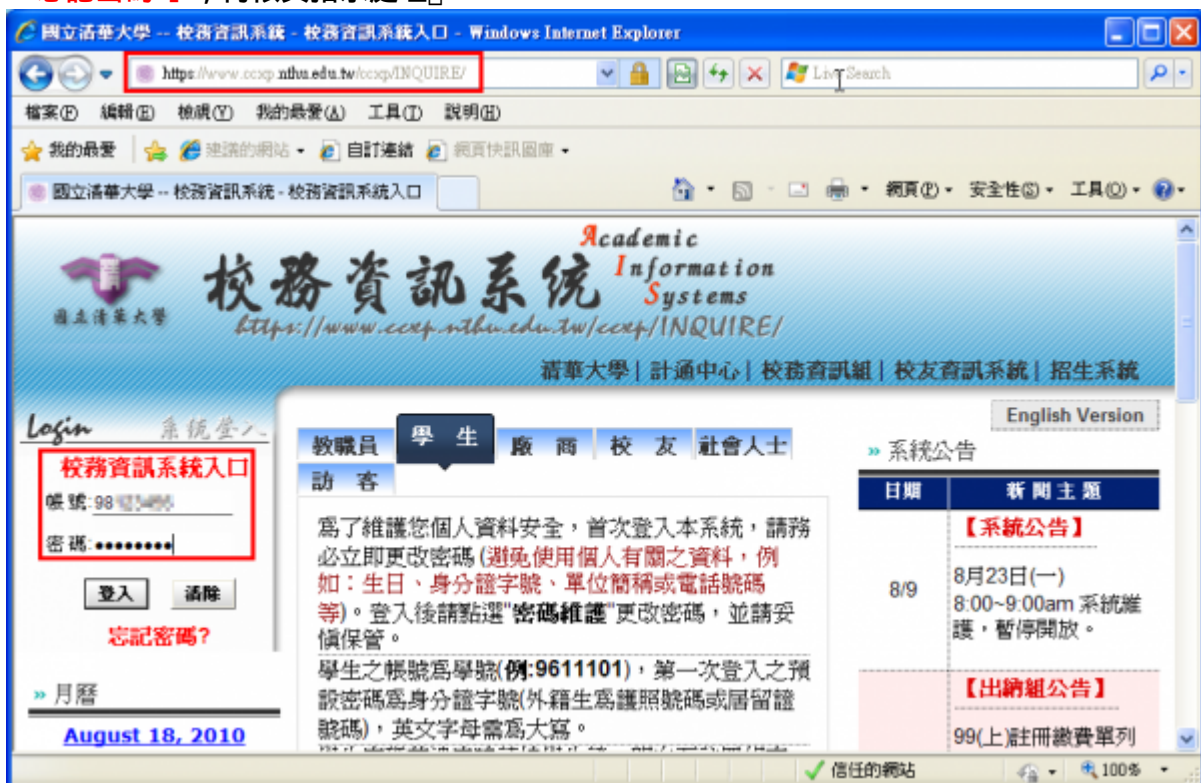 國立清華大學 -- 校務資訊系統 - 校務資訊系統入口 - Windows Internet Explorer
https://www.ccxp.nthu.edu.tw/ccxp/INQUIRE/
Live Search
檔案(F) 編輯(E) 檢視(V) 我的最愛(A) 工具(T) 說明(H)
我的最愛 建議的網站 自訂連結 網頁快訊圖庫
國立清華大學 -- 校務資訊系統 - 校務資訊系統入口
網頁(P) 安全性(S) 工具(O)
Academic
Information
Systems
校務資訊系統
國立清華大學
https://www.ccxp.nthu.edu.tw/ccxp/INQUIRE/
清華大學 | 計通中心 | 校務資訊組 | 校友資訊系統 | 招生系統
English Version
Login 系統登入
校務資訊系統入口
帳號:98
密碼:
登入 清除
忘記密碼?
» 月曆
August 18, 2010
教職員 學 生 廠 商 校 友 社會人士
訪 客
為了維護您個人資料安全，首次登入本系統，請務
必立即更改密碼(避免使用個人有關之資料，例
如：生日、身分證字號、單位簡稱或電話號碼
等)。登入後請點選"密碼維護"更改密碼，並請妥
慎保管。
學生之帳號為學號(例:9611101)，第一次登入之預
設密碼為身分證字號(外籍生為護照號碼或居留證
號碼)，英文字母需為大寫。
» 系統公告
日期 新聞主題
【系統公告】
8/9
8月23日(一)
8:00~9:00am 系統維
護，暫停開放。
【出納組公告】
99(上)註冊繳費單列
信任的網站
100%